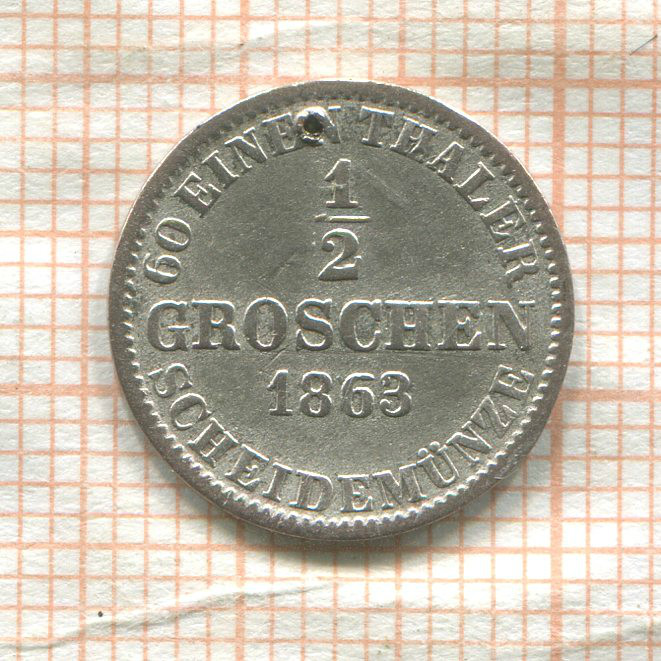 60 EINEN THALER
1
2
GROSCHEN
1863
SCHEIDEMÜNZE